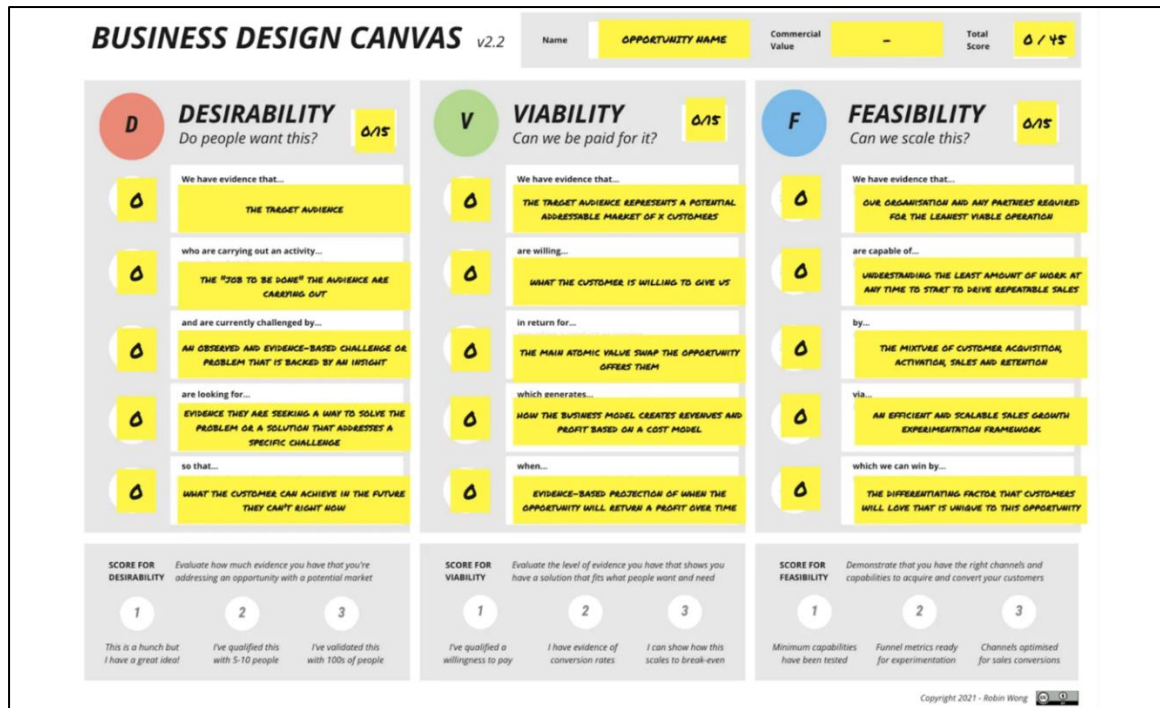 BUSINESS DESIGN CANVAS v2.2
Name
OPPORTUNITY NAME
Commercial
Value
-
Total
Score
0 / 45
D
DESIRABILITY
Do people want this?
0/15
0
We have evidence that...
THE TARGET AUDIENCE
0
who are carrying out an activity...
THE "JOB TO BE DONE" THE AUDIENCE ARE
CARRYING OUT
0
and are currently challenged by...
AN OBSERVED AND EVIDENCE-BASED CHALLENGE OR
PROBLEM THAT IS BACKED BY AN INSIGHT
0
are looking for...
EVIDENCE THEY ARE SEEKING A WAY TO SOLVE THE
PROBLEM OR A SOLUTION THAT ADDRESSES A
SPECIFIC CHALLENGE
0
so that...
WHAT THE CUSTOMER CAN ACHIEVE IN THE FUTURE
THEY CAN'T RIGHT NOW
V
VIABILITY
Can we be paid for it?
0/15
0
We have evidence that...
THE TARGET AUDIENCE REPRESENTS A POTENTIAL
ADDRESSABLE MARKET OF X CUSTOMERS
0
are willing...
WHAT THE CUSTOMER IS WILLING TO GIVE US
0
in return for...
THE MAIN ATOMIC VALUE SWAP THE OPPORTUNITY
OFFERS THEM
0
which generates...
HOW THE BUSINESS MODEL CREATES REVENUES AND
PROFIT BASED ON A COST MODEL
0
when...
EVIDENCE-BASED PROJECTION OF WHEN THE
OPPORTUNITY WILL RETURN A PROFIT OVER TIME
F
FEASIBILITY
Can we scale this?
0/15
0
We have evidence that...
OUR ORGANISATION AND ANY PARTNERS REQUIRED
FOR THE LEANEST VIABLE OPERATION
0
are capable of...
UNDERSTANDING THE LEAST AMOUNT OF WORK AT
ANY TIME TO START TO DRIVE REPEATABLE SALES
0
by...
THE MIXTURE OF CUSTOMER ACQUISITION,
ACTIVATION, SALES AND RETENTION
0
via...
AN EFFICIENT AND SCALABLE SALES GROWTH
EXPERIMENTATION FRAMEWORK
0
which we can win by...
THE DIFFERENTIATING FACTOR THAT CUSTOMERS
WILL LOVE THAT IS UNIQUE TO THIS OPPORTUNITY
SCORE FOR
DESIRABILITY
Evaluate how much evidence you have that you're
addressing an opportunity with a potential market
1
This is a hunch but
I have a great idea!
2
I've qualified this
with 5-10 people
3
I've validated this
with 100s of people
SCORE FOR
VIABILITY
Evaluate the level of evidence you have that shows you
have a solution that fits what people want and need
1
I've qualified a
willingness to pay
2
I have evidence of
conversion rates
3
I can show how this
scales to break-even
SCORE FOR
FEASIBILITY
Demonstrate that you have the right channels and
capabilities to acquire and convert your customers
1
Minimum capabilities
have been tested
2
Funnel metrics ready
for experimentation
3
Channels optimised
for sales conversions
Copyright 2021 - Robin Wong